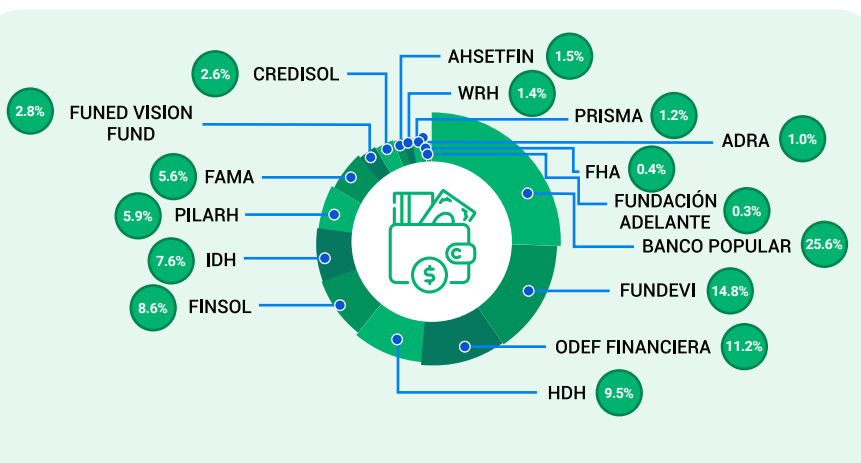 AHSETFIN 1.5%
2.6% CREDISOL
WRH 1.4%
2.8% FUNED VISION
FUND
PRISMA 1.2%
ADRA 1.0%
5.6% FAMA
FHA 0.4%
5.9% PILARH
FUNDACIÓN
ADELANTE 0.3%
BANCO POPULAR 25.6%
7.6% IDH
FUNDEVI 14.8%
8.6% FINSOL
ODEF FINANCIERA 11.2%
HDH 9.5%
$